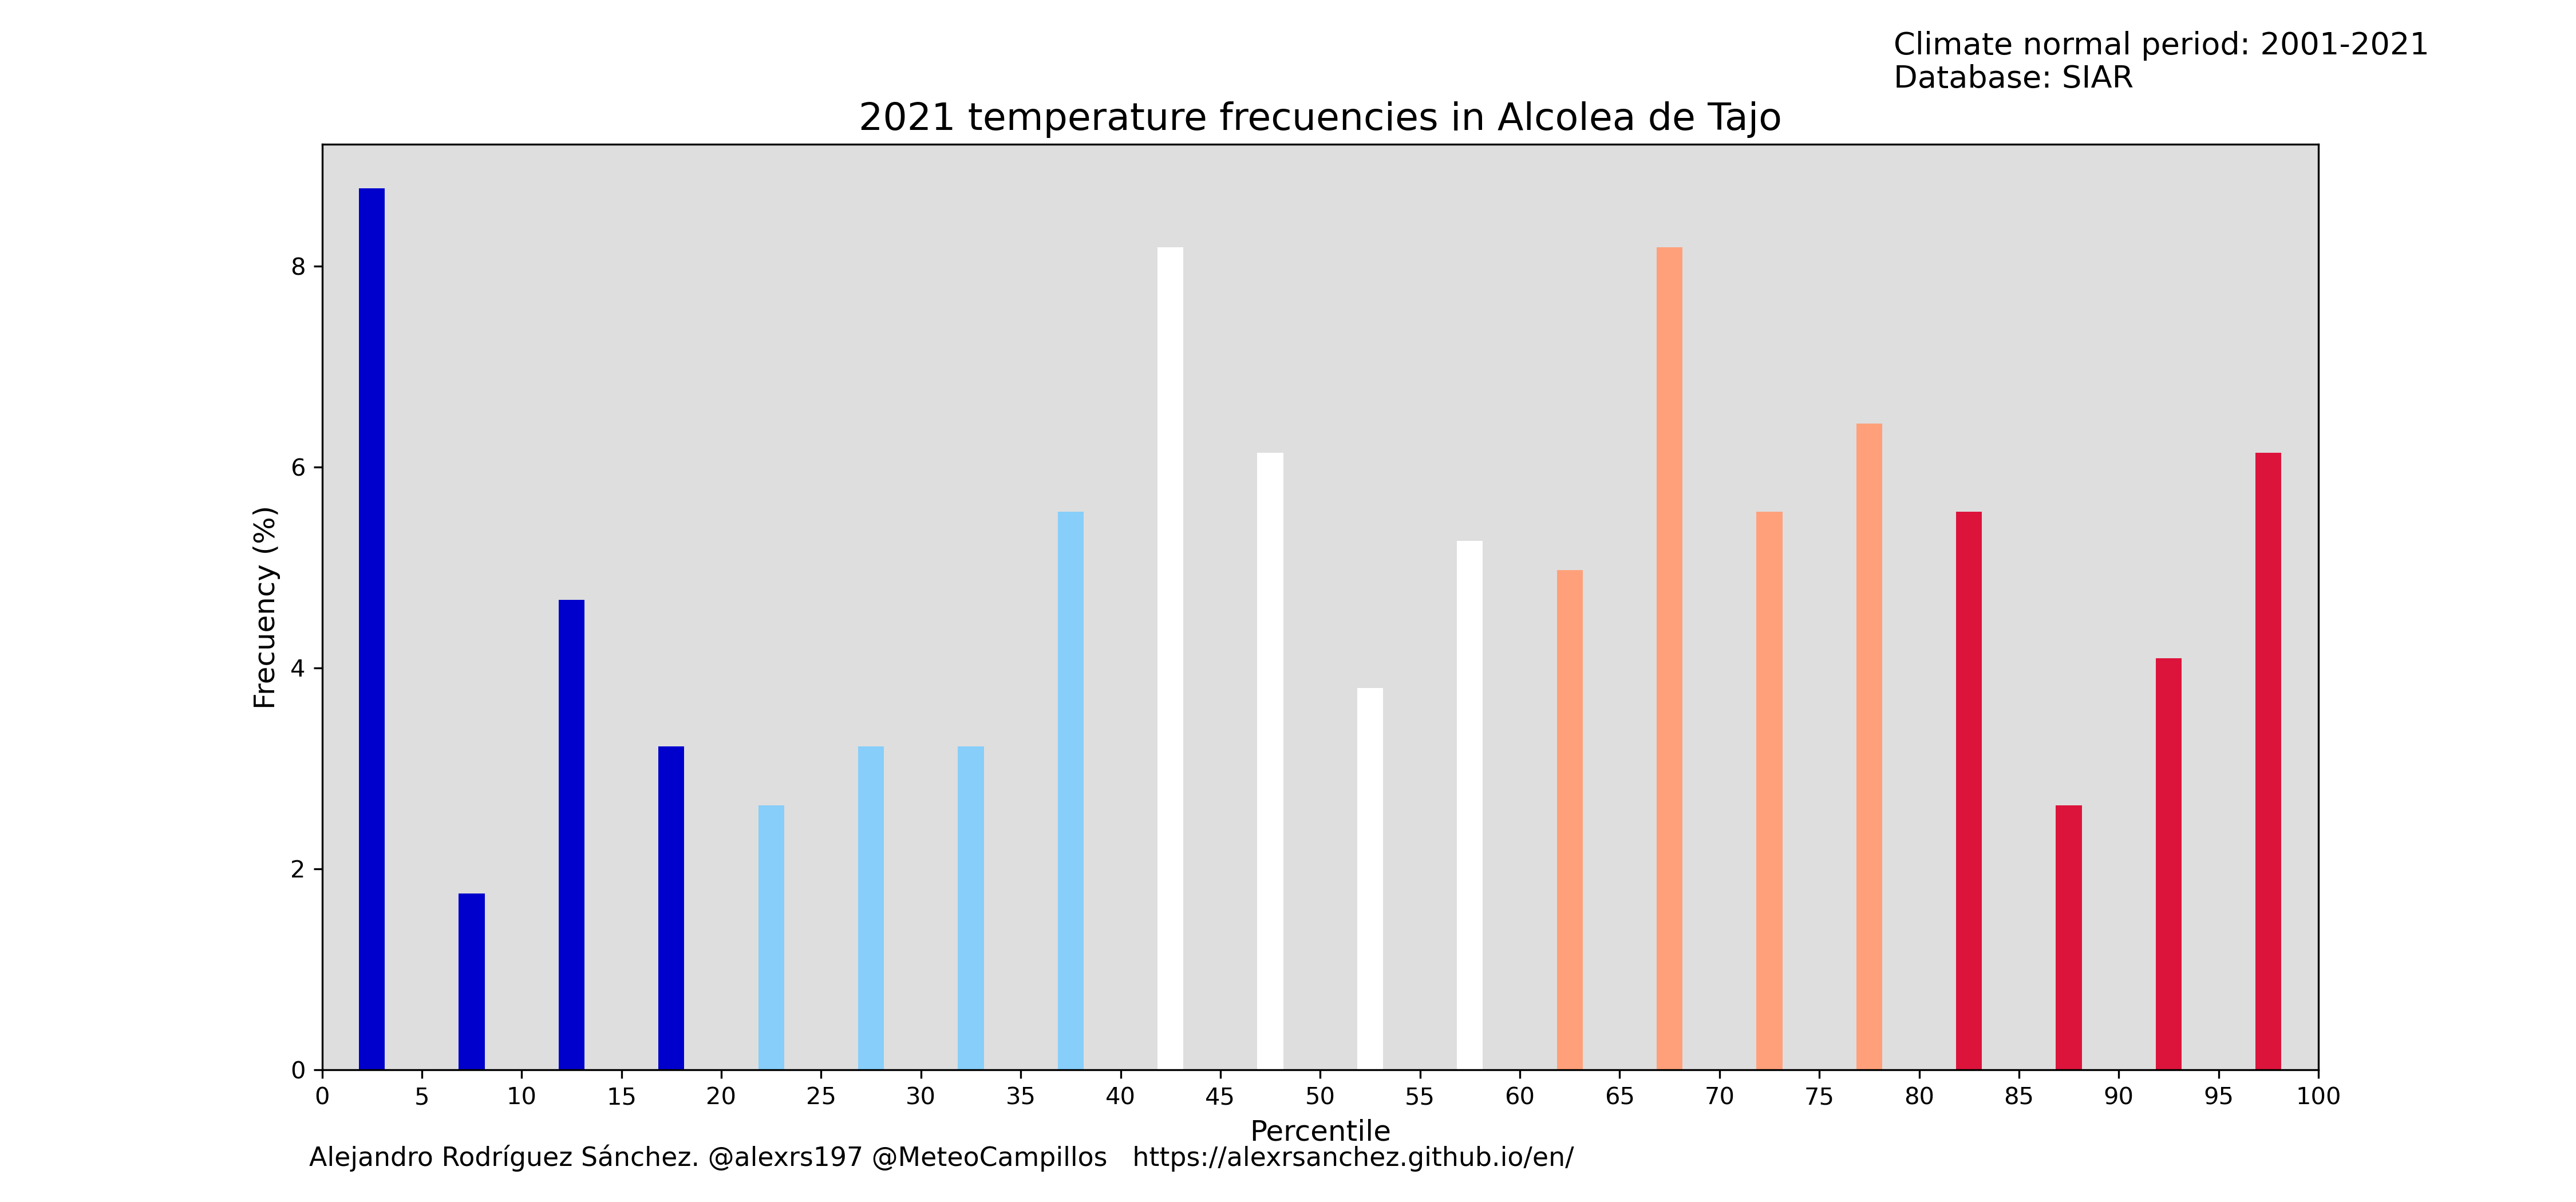 Climate normal period: 2001-2021
Database: SIAR
2021 temperature frecuencies in Alcolea de Tajo
8
6
4
2
0
Frecuency (%)
0 5 10 15 20 25 30 35 40 45 50 55 60 65 70 75 80 85 90 95 100
Percentile
Alejandro Rodríguez Sánchez. @alexrs197 @MeteoCampillos https://alexrsanchez.github.io/en/